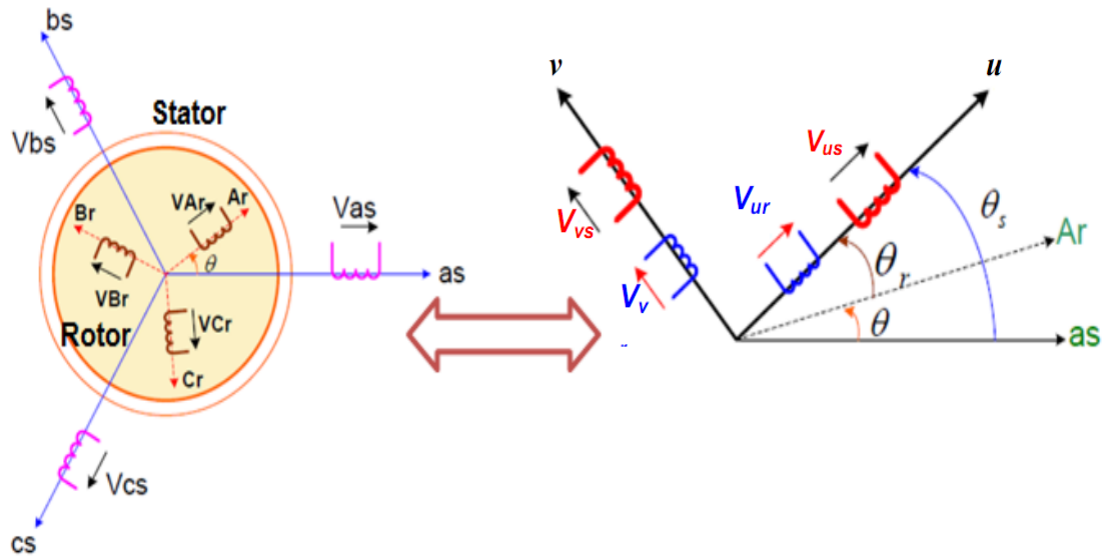 bs
Vbs
Stator
VAr
Ar
Br
VBr
θ
Vas
as
Rotor
VCr
Cr
Vcs
cs
v
u
Vus
Vvs
Vur
Vv
θs
θr
θ
Ar
as